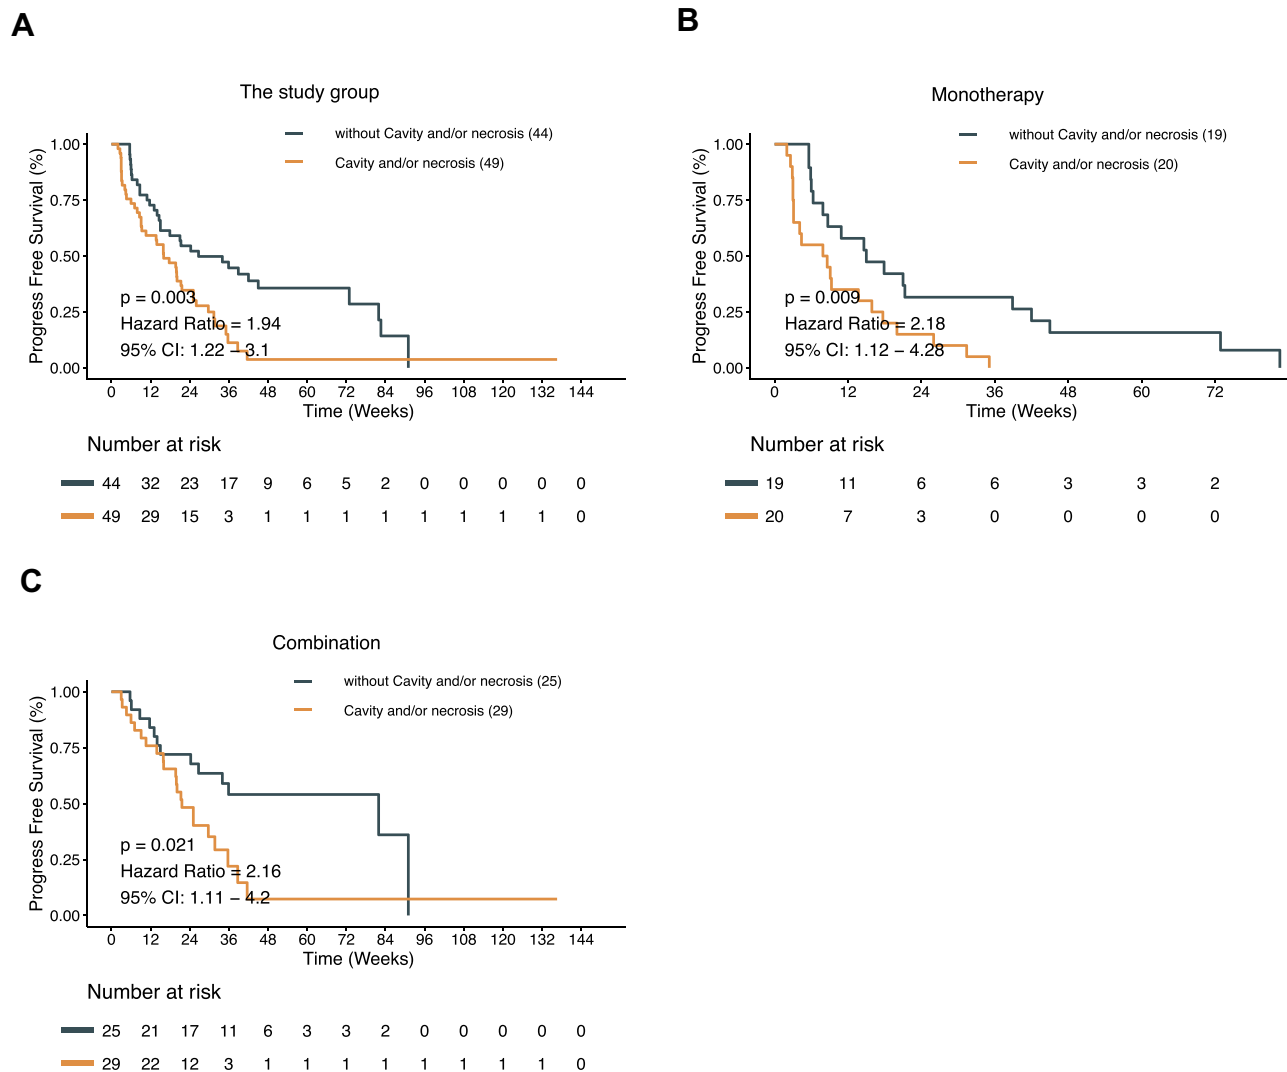 A
The study group
without Cavity and/or necrosis (44)
Cavity and/or necrosis (49)
Progress Free Survival (%)
1.00
0.75
0.50
0.25
0.00
p = 0.003
Hazard Ratio = 1.94
95% CI: 1.22 – 3.1
0 12 24 36 48 60 72 84 96 108 120 132 144
Time (Weeks)
Number at risk
44 32 23 17 9 6 5 2 0 0 0 0 0
49 29 15 3 1 1 1 1 1 1 1 1 0
B
Monotherapy
without Cavity and/or necrosis (19)
Cavity and/or necrosis (20)
Progress Free Survival (%)
1.00
0.75
0.50
0.25
0.00
p = 0.009
Hazard Ratio = 2.18
95% CI: 1.12 – 4.28
0 12 24 36 48 60 72
Time (Weeks)
Number at risk
19 11 6 6 3 3 2
20 7 3 0 0 0 0
C
Combination
without Cavity and/or necrosis (25)
Cavity and/or necrosis (29)
Progress Free Survival (%)
1.00
0.75
0.50
0.25
0.00
p = 0.021
Hazard Ratio = 2.16
95% CI: 1.11 – 4.2
0 12 24 36 48 60 72 84 96 108 120 132 144
Time (Weeks)
Number at risk
25 21 17 11 6 3 3 2 0 0 0 0 0
29 22 12 3 1 1 1 1 1 1 1 1 0